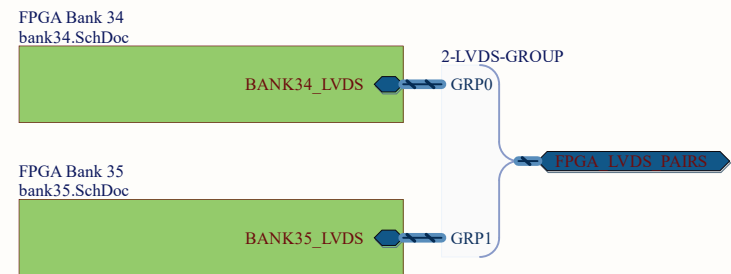 FPGA Bank 34
bank34.SchDoc
2-LVDS-GROUP
BANK34_LVDS
GRP0
FPGA_LVDS_PAIRS
FPGA Bank 35
bank35.SchDoc
BANK35_LVDS
GRP1